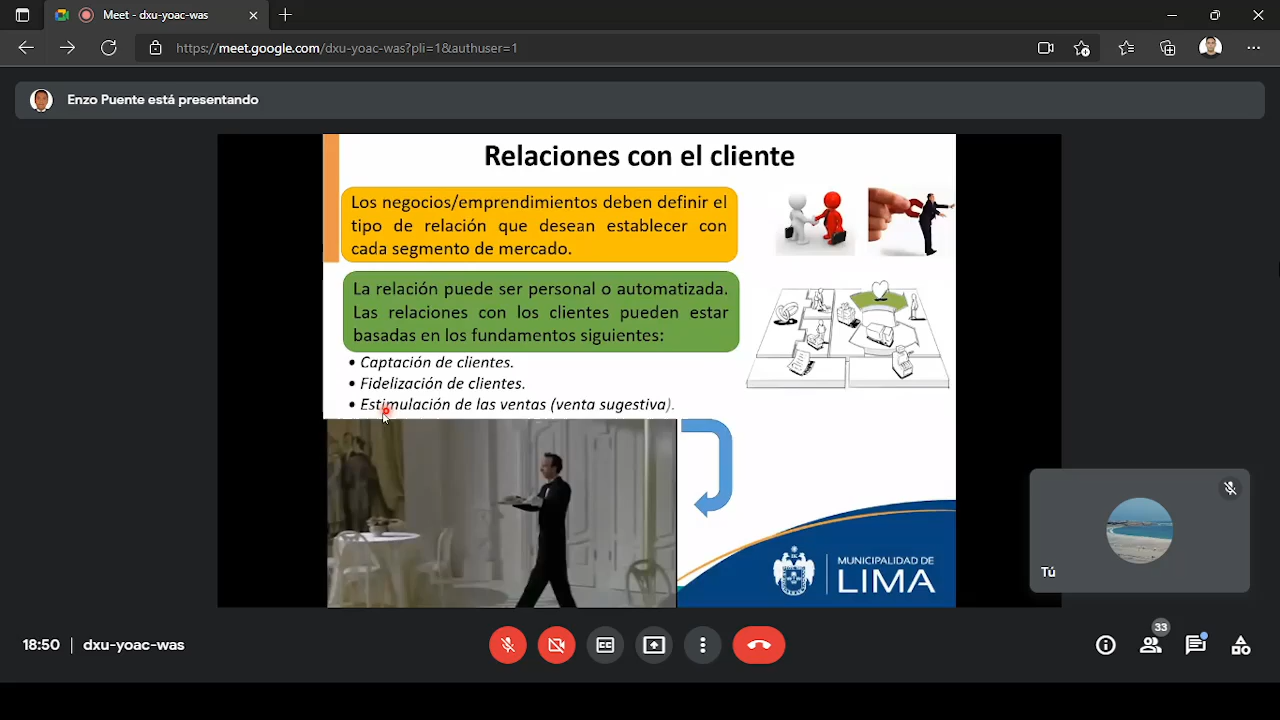 Meet - dxu-yoac-was
https://meet.google.com/dxu-yoac-was?pli=1&authuser=1
Enzo Puente está presentando
Relaciones con el cliente
Los negocios/emprendimientos deben definir el
tipo de relación que desean establecer con
cada segmento de mercado.
La relación puede ser personal o automatizada.
Las relaciones con los clientes pueden estar
basadas en los fundamentos siguientes:
• Captación de clientes.
• Fidelización de clientes.
• Estimulación de las ventas (venta sugestiva).
MUNICIPALIDAD DE
LIMA
Tú
18:50 | dxu-yoac-was
CC
33